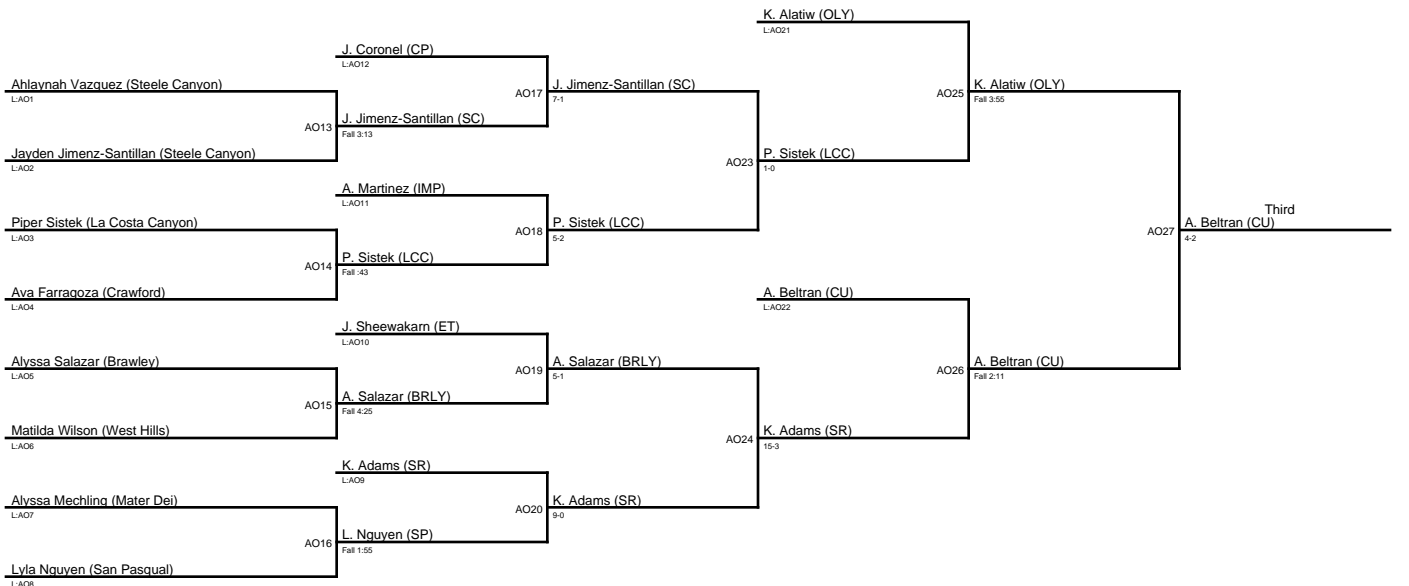 K. Alatiw (OLY)
L:AO21
J. Coronel (CP)
L:AO12
Ahlaynah Vazquez (Steele Canyon)
L:AO1
AO17
J. Jimenz-Santillan (SC)
7-1
AO25
K. Alatiw (OLY)
Fall 3:55
AO13
J. Jimenz-Santillan (SC)
Fall 3:13
Jayden Jimenz-Santillan (Steele Canyon)
L:AO2
AO23
P. Sistek (LCC)
1-0
A. Martinez (IMP)
L:AO11
Piper Sistek (La Costa Canyon)
L:AO3
AO18
P. Sistek (LCC)
5-2
AO27
Third
A. Beltran (CU)
4-2
AO14
P. Sistek (LCC)
Fall :43
Ava Farragoza (Crawford)
L:AO4
A. Beltran (CU)
L:AO22
J. Sheewakarn (ET)
L:AO10
Alyssa Salazar (Brawley)
L:AO5
AO19
A. Salazar (BRLY)
5-1
AO26
A. Beltran (CU)
Fall 2:11
AO15
A. Salazar (BRLY)
Fall 4:25
Matilda Wilson (West Hills)
L:AO6
AO24
K. Adams (SR)
15-3
K. Adams (SR)
L:AO9
Alyssa Mechling (Mater Dei)
L:AO7
AO20
K. Adams (SR)
9-0
AO16
L. Nguyen (SP)
Fall 1:55
Lyla Nguyen (San Pasqual)
L:AO8